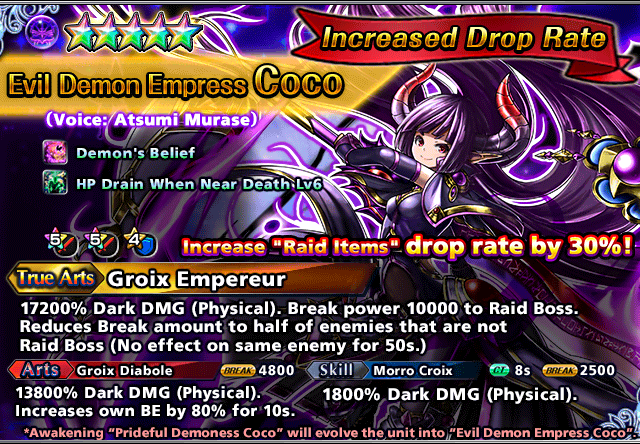 Increased Drop Rate
Evil Demon Empress Coco
(Voice: Atsumi Murase)
Demon's Belief
HP Drain When Near Death Lv6
5 5 4
Increase "Raid Items" drop rate by 30%!
True Arts Groix Empereur
17200% Dark DMG (Physical). Break power 10000 to Raid Boss.
Reduces Break amount to half of enemies that are not
Raid Boss (No effect on same enemy for 50s.)
Arts Groix Diabole BREAK 4800
Skill Morro Croix C.T. 8s BREAK 2500
13800% Dark DMG (Physical).
Increases own BE by 80% for 10s.
1800% Dark DMG (Physical).
*Awakening "Prideful Demoness Coco" will evolve the unit into "Evil Demon Empress Coco"